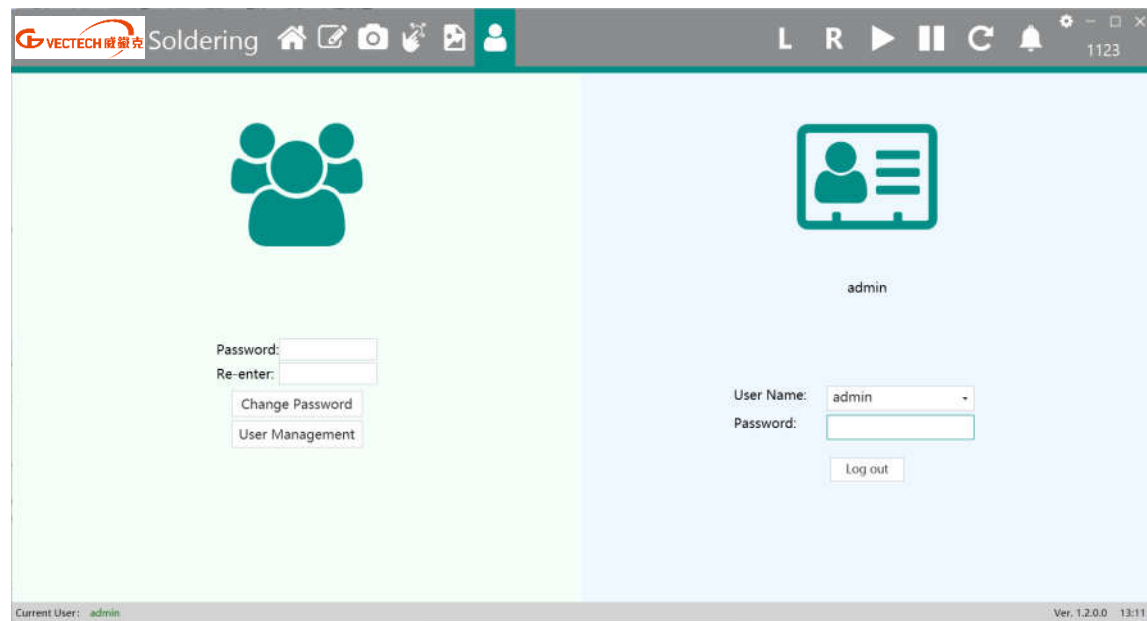 VECTECH威鐵克 Soldering L R
1123
admin
Password:
Re-enter:
Change Password
User Management
User Name: admin
Password:
Log out
Current User: admin Ver. 1.2.0.0 13:11